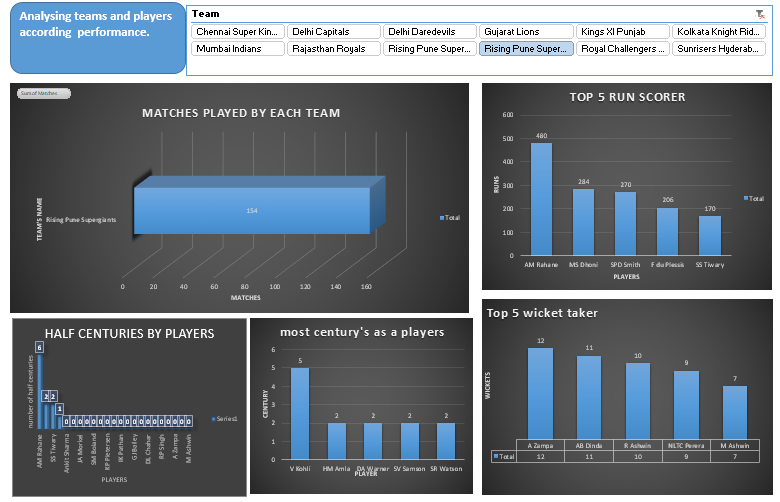 Analysing teams and players
according performance.
Team
Chennai Super Kin...
Delhi Capitals
Delhi Daredevils
Gujarat Lions
Kings XI Punjab
Kolkata Knight Rid...
Mumbai Indians
Rajasthan Royals
Rising Pune Super...
Rising Pune Super...
Royal Challengers ...
Sunrisers Hyderab...
Sum of Matches
MATCHES PLAYED BY EACH TEAM
TEAM'S NAME
Rising Pune Supergiants
154
Total
0 20 40 60 80 100 120 140 160
MATCHES
TOP 5 RUN SCORER
RUNS
600
500
400
300
200
100
0
480
284
270
206
170
AM Rahane
MS Dhoni
SPD Smith
F du Plessis
SS Tiwary
PLAYERS
Total
HALF CENTURIES BY PLAYERS
number of half centuries
6
2
2
1
0 0 0 0 0 0 0 0 0 0 0 0 0 0 0 0 0 0 0
AM Rahane
SS Tiwary
Ankit Sharma
JA Morkel
SM Boland
KP Pietersen
IK Pathan
GJ Bailey
DL Chahar
RP Singh
A Zampa
M Ashwin
PLAYERS
Series1
most century's as a players
CENTURY
6
5
4
3
2
1
0
5
2
2
2
2
V Kohli
HM Amla
DA Warner
SV Samson
SR Watson
PLAYER
Top 5 wicket taker
WICKETS
12
11
10
9
7
A Zampa
AB Dinda
R Ashwin
NLTC Perera
M Ashwin
Total 12 11 10 9 7